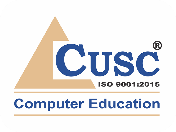 CUSC®
ISO 9001:2015
Computer Education